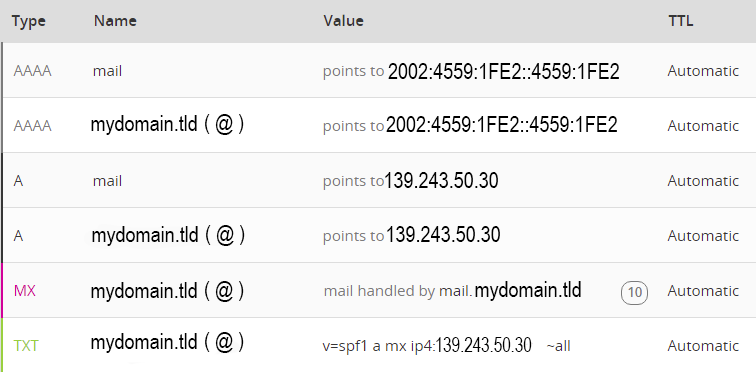 Type Name Value TTL
AAAA mail points to 2002:4559:1FE2::4559:1FE2 Automatic
AAAA mydomain.tld ( @ ) points to 2002:4559:1FE2::4559:1FE2 Automatic
A mail points to 139.243.50.30 Automatic
A mydomain.tld ( @ ) points to 139.243.50.30 Automatic
MX mydomain.tld ( @ ) mail handled by mail.mydomain.tld 10 Automatic
TXT mydomain.tld ( @ ) v=spf1 a mx ip4:139.243.50.30 ~all Automatic